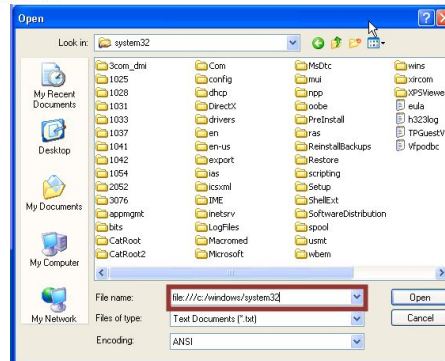 Open
Look in: system32
3com_dmi Com MsDtc wins
1025 config mui xircom
1028 dhcp npp XPSViewer
1031 DirectX oobe eula
1033 drivers PreInstall h323log
1037 en ras TPGuestV
1041 en-us ReinstallBackups Vfpodbc
1042 export Restore
1054 ias scripting
2052 icsxml Setup
3076 IME ShellExt
appmgmt inetsrv SoftwareDistribution
bits LogFiles spool
CatRoot Macromed usmt
CatRoot2 Microsoft wbem
My Recent
Documents
Desktop
My Documents
My Computer
My Network
File name: file:///c:/windows/system32 Open
Files of type: Text Documents (*.txt) Cancel
Encoding: ANSI